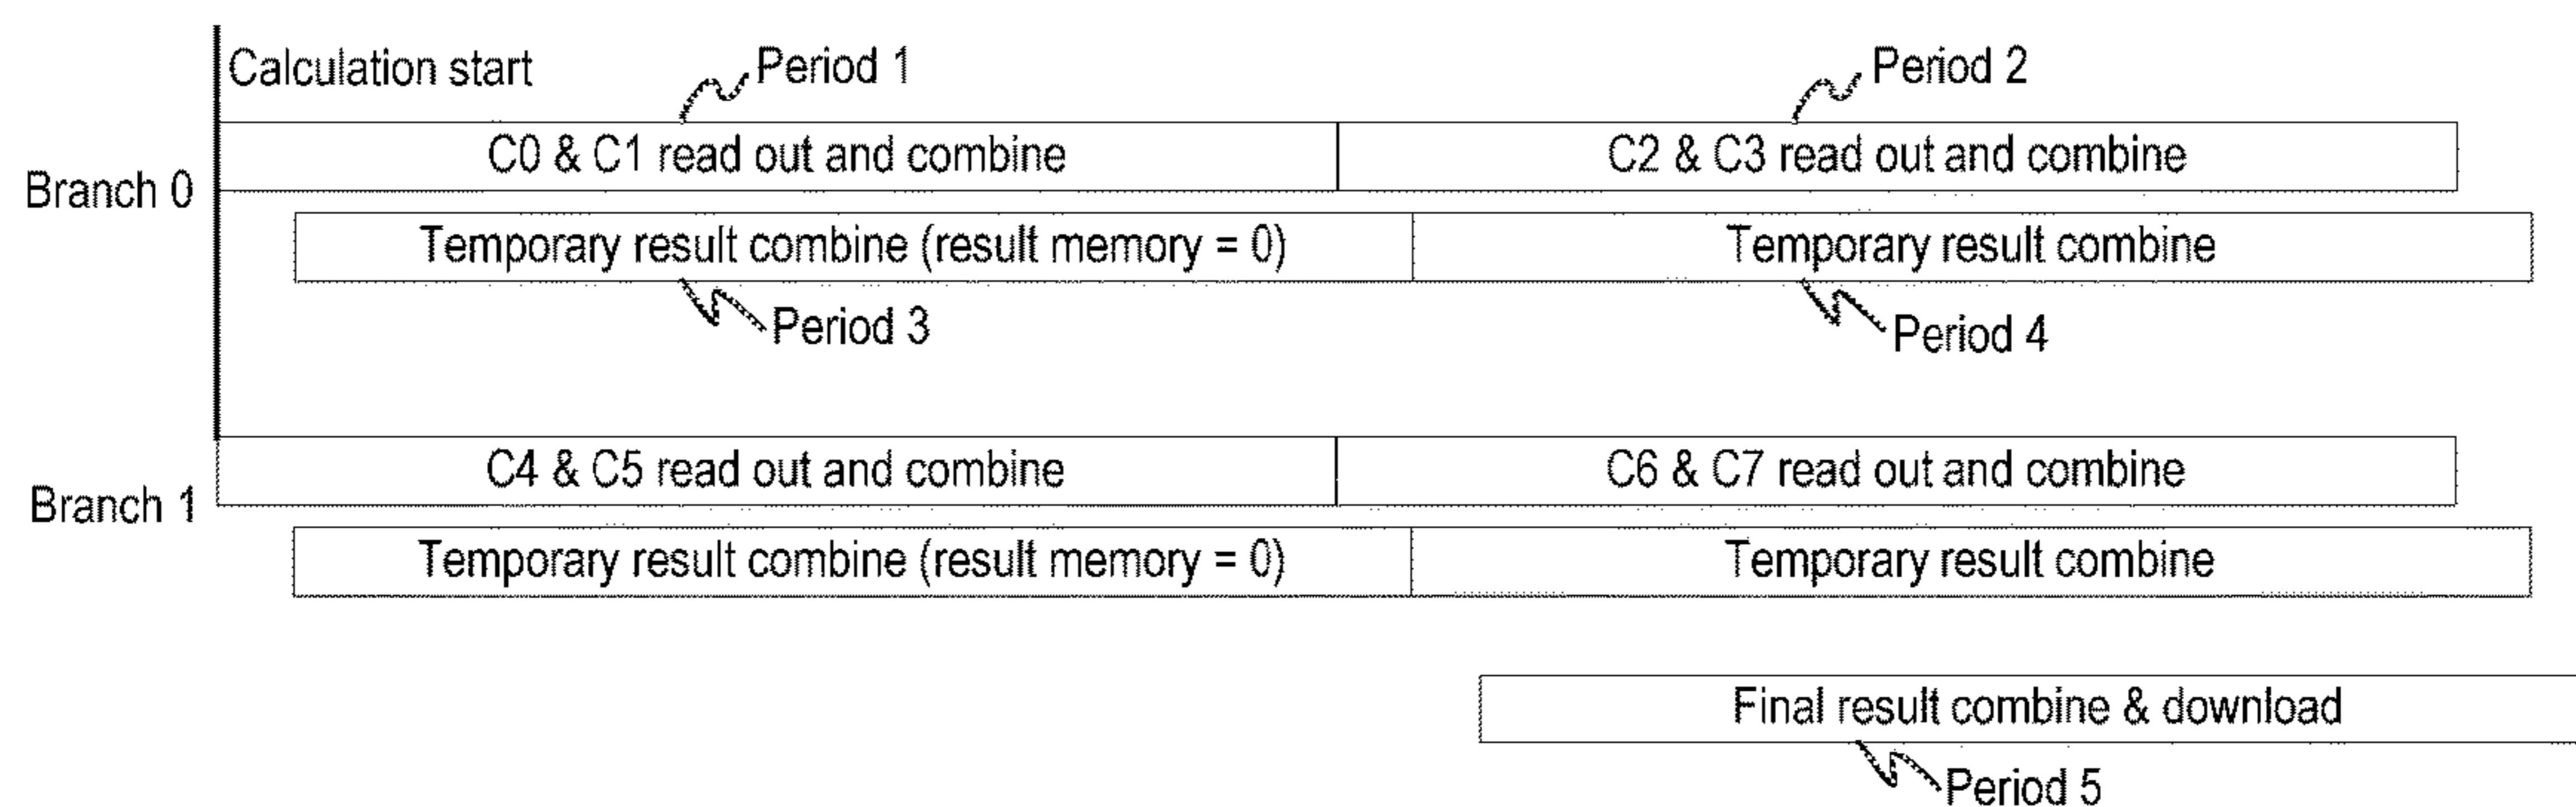 Calculation start
Period 1
Period 2
C0 & C1 read out and combine
C2 & C3 read out and combine
Branch 0
Temporary result combine (result memory = 0)
Temporary result combine
Period 3
Period 4
C4 & C5 read out and combine
C6 & C7 read out and combine
Branch 1
Temporary result combine (result memory = 0)
Temporary result combine
Final result combine & download
Period 5